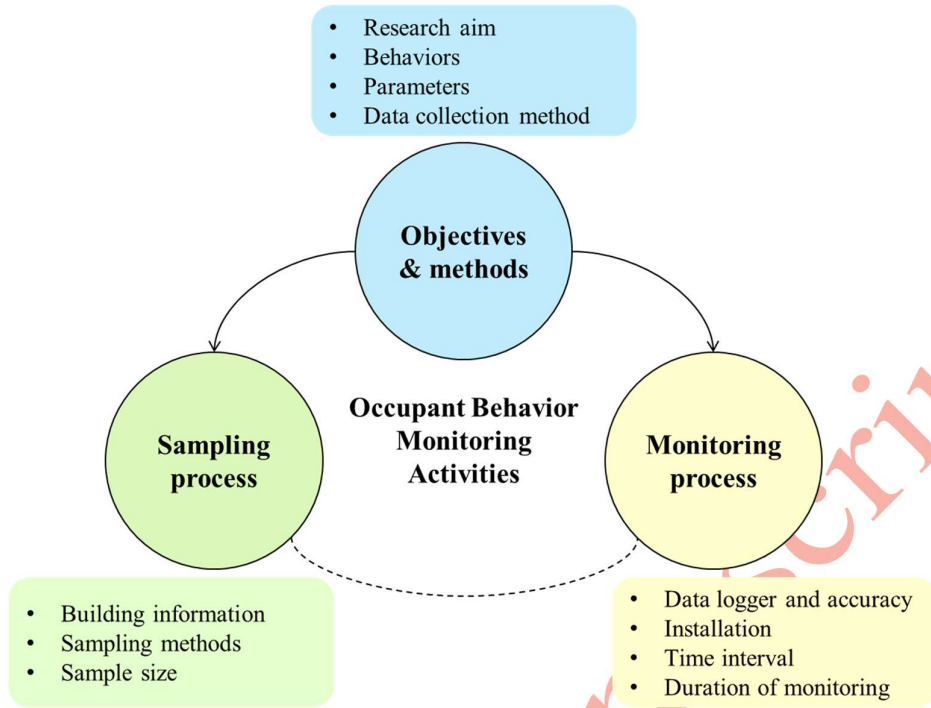 • Research aim
• Behaviors
• Parameters
• Data collection method
Objectives
& methods
Sampling
process
Occupant Behavior
Monitoring
Activities
Monitoring
process
• Building information
• Sampling methods
• Sample size
• Data logger and accuracy
• Installation
• Time interval
• Duration of monitoring